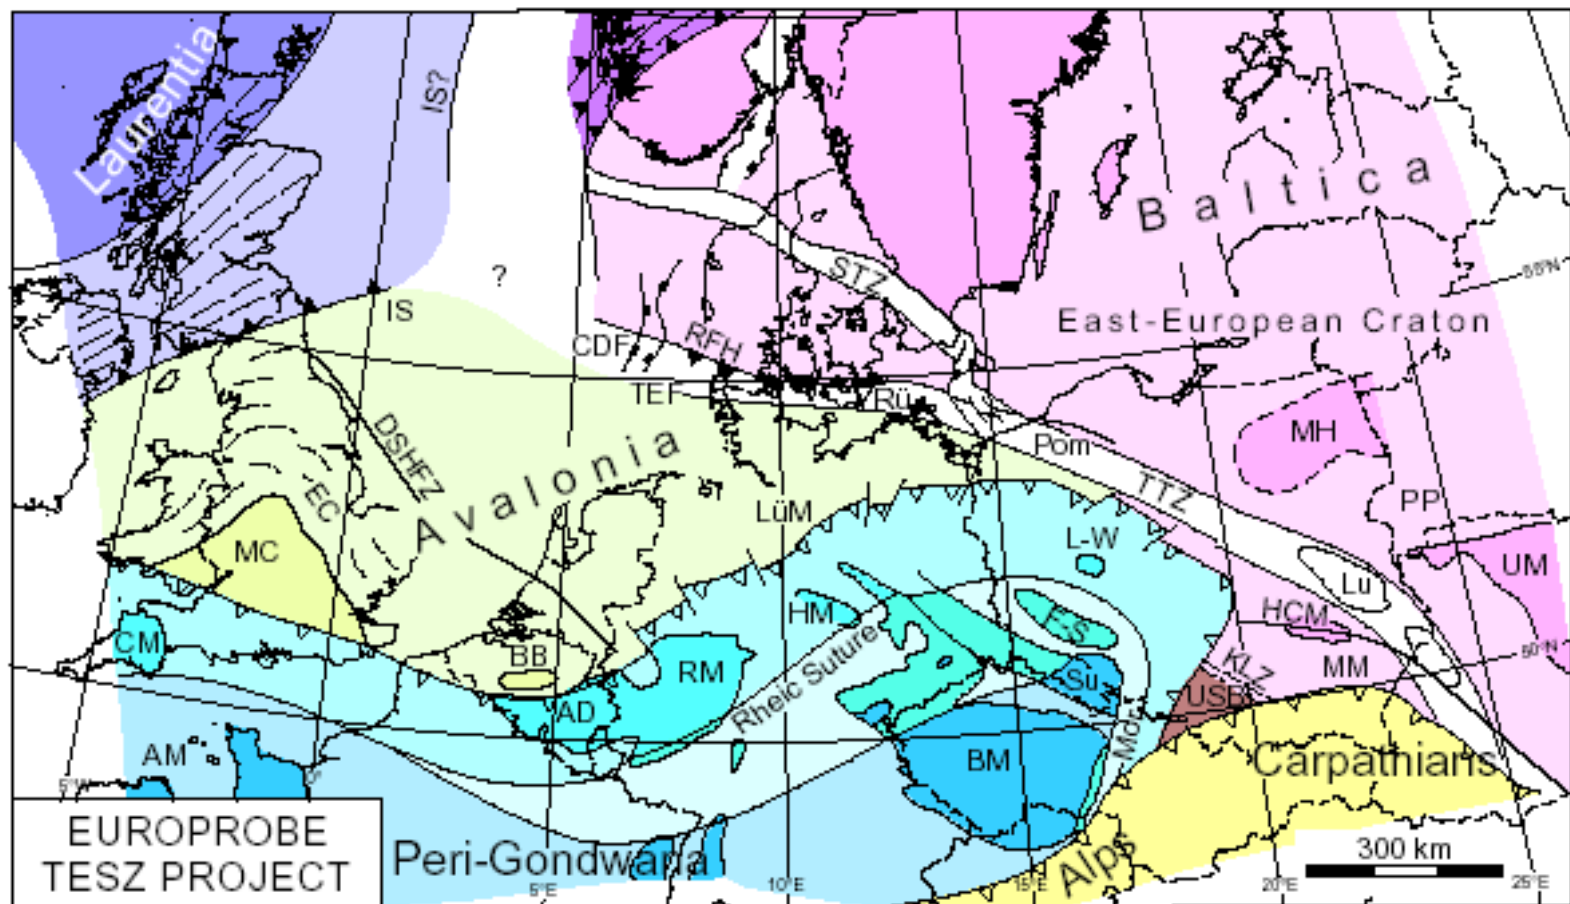 Laurentia
IS?
?
IS
Baltica
STZ
55°N
East-European Craton
CDF
RFH
TEF
Rü
MH
Pom
DSHFZ
Avalonia
TTZ
PP
EC
LüM
MC
L-W
UM
Lu
HM
F-S
HCM
CM
BB
RM
Rheic Suture
KLZ
MM
50°N
Su
USB
AD
Mor.
AM
BM
Carpathians
5°W
0°
EUROPROBE
TESZ PROJECT
Peri-Gondwana
Alps
300 km
5°E
10°E
15°E
20°E
25°E